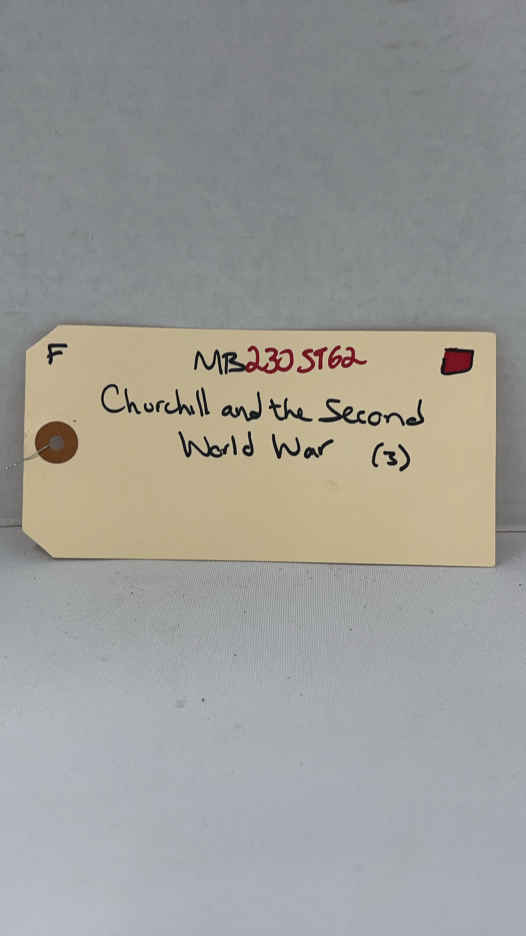 F
MB230ST62
Churchill and the Second
World War (3)